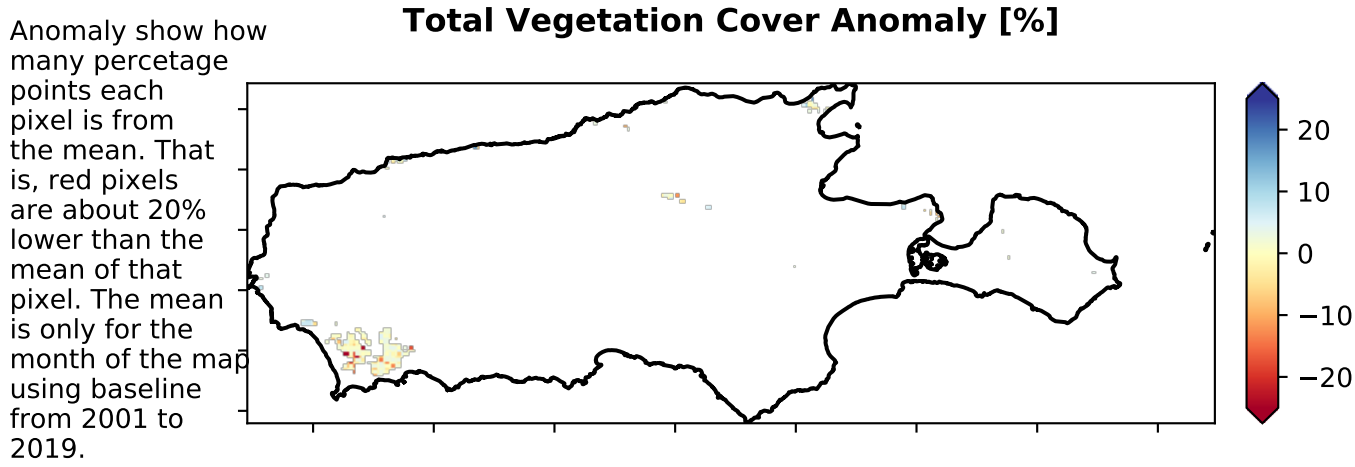 Total Vegetation Cover Anomaly [%]
Anomaly show how
many percetage
points each
pixel is from
the mean. That
is, red pixels
are about 20%
lower than the
mean of that
pixel. The mean
is only for the
month of the map
using baseline
from 2001 to
2019.
20
10
0
−10
−20